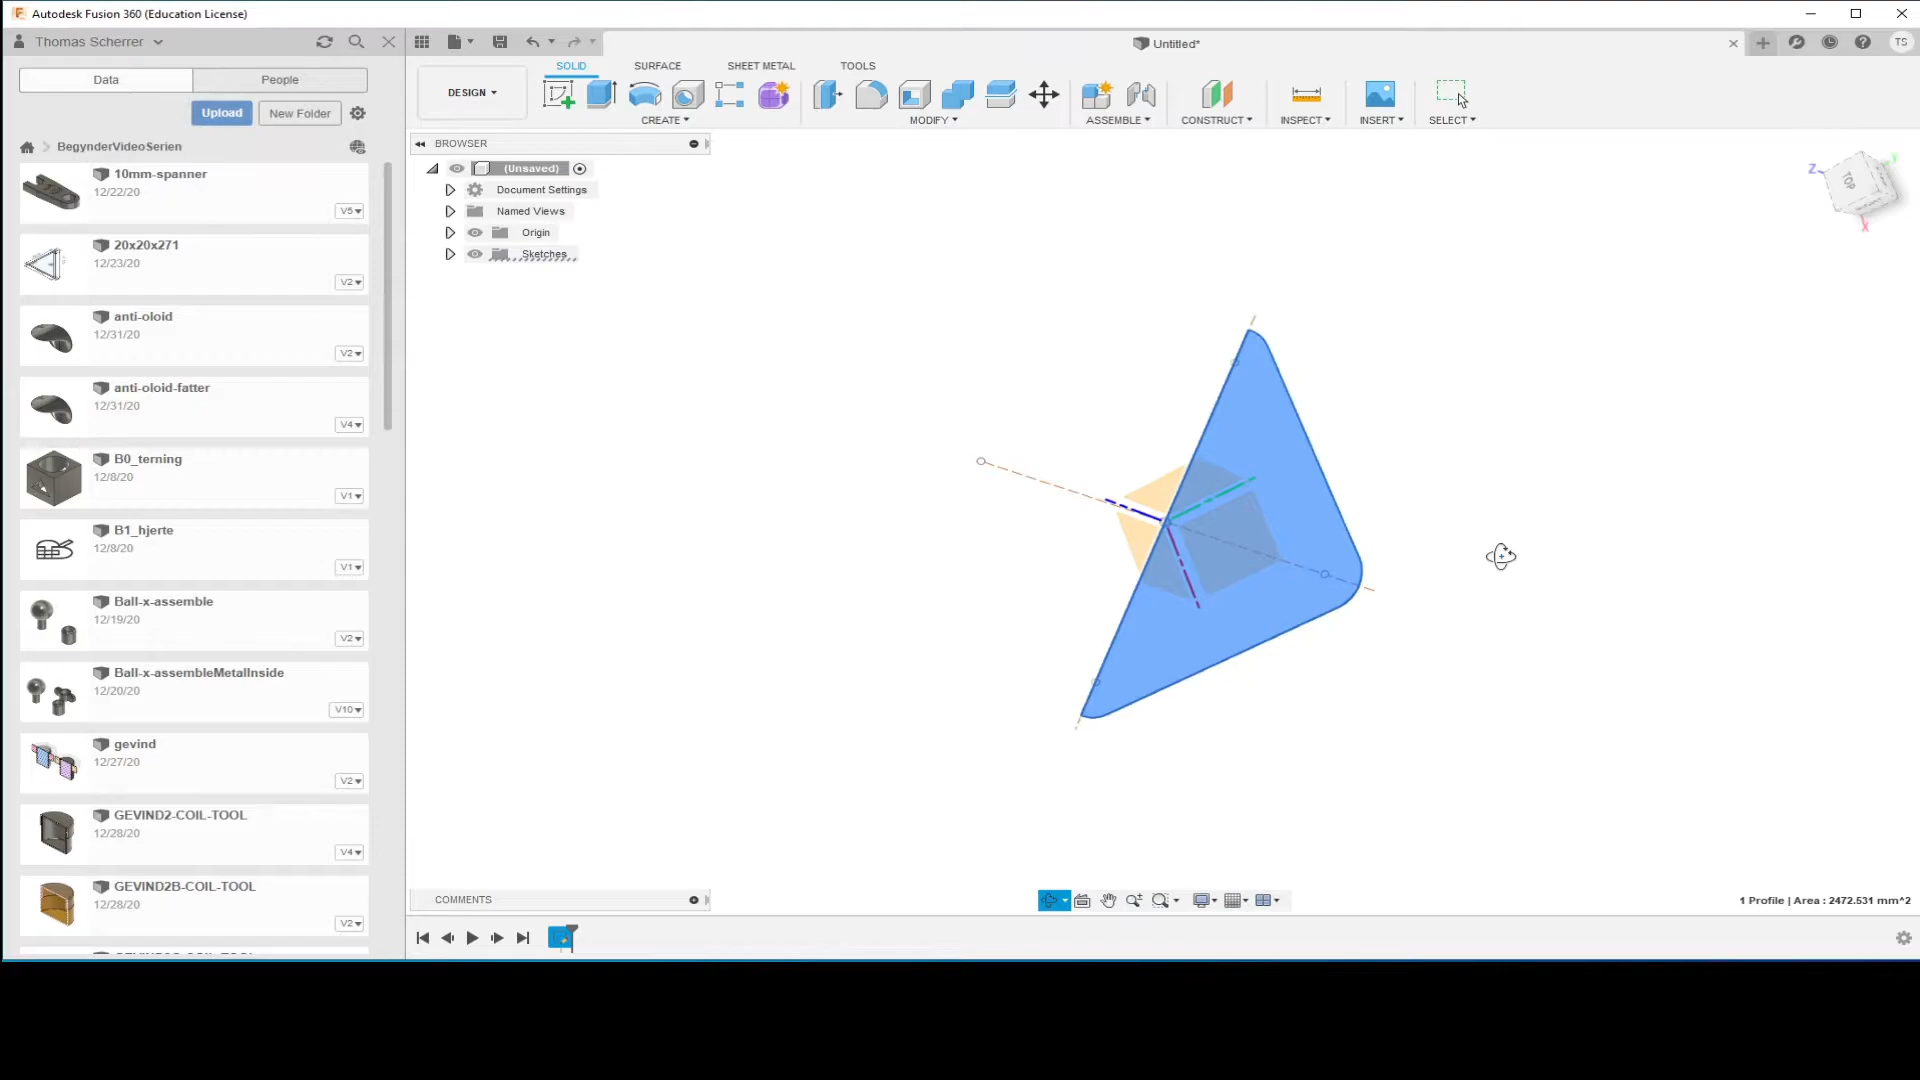 Autodesk Fusion 360 (Education License)
Thomas Scherrer
Untitled*
TS
Data
People
Upload
New Folder
BegynderVideoSerien
10mm-spanner
12/22/20
V5
20x20x271
12/23/20
V2
anti-oloid
12/31/20
V2
anti-oloid-fatter
12/31/20
V4
B0_terning
12/8/20
V1
B1_hjerte
12/8/20
V1
Ball-x-assemble
12/19/20
V2
Ball-x-assembleMetalInside
12/20/20
V10
gevind
12/27/20
V2
GEVIND2-COIL-TOOL
12/28/20
V4
GEVIND2B-COIL-TOOL
12/28/20
V2
DESIGN
SOLID
SURFACE
SHEET METAL
TOOLS
CREATE
MODIFY
ASSEMBLE
CONSTRUCT
INSPECT
INSERT
SELECT
BROWSER
(Unsaved)
Document Settings
Named Views
Origin
Sketches
Z
Y
TOP
X
COMMENTS
1 Profile | Area : 2472.531 mm^2